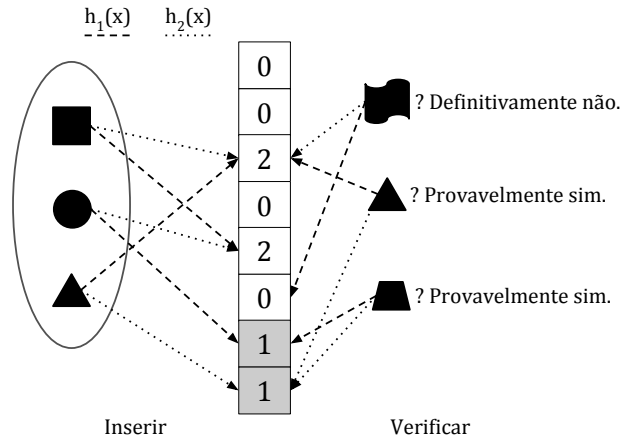 h₁(x) h₂(x)
0
0
2
0
2
0
1
1
? Definitivamente não.
? Provavelmente sim.
? Provavelmente sim.
Inserir Verificar